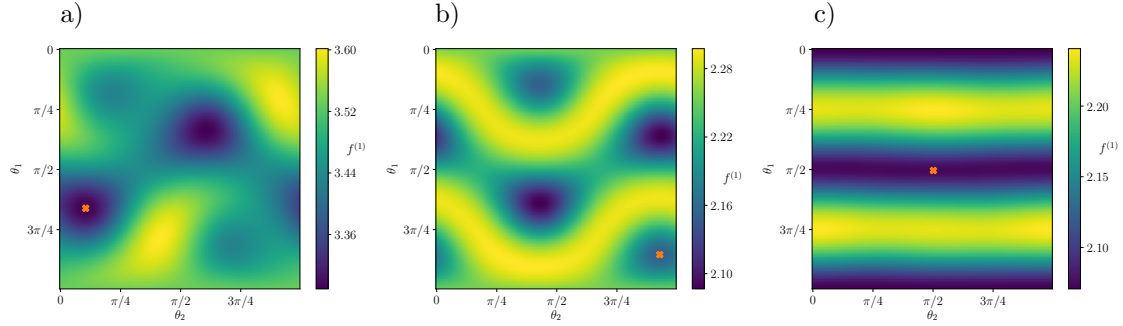 a)
b)
c)
0
π/4
π/2
3π/4
θ₁
0
π/4
π/2
3π/4
θ₂
3.60
3.52
3.44
3.36
f⁽¹⁾
0
π/4
π/2
3π/4
θ₁
0
π/4
π/2
3π/4
θ₂
2.28
2.22
2.16
2.10
f⁽¹⁾
0
π/4
π/2
3π/4
θ₁
0
π/4
π/2
3π/4
θ₂
2.20
2.15
2.10
f⁽¹⁾